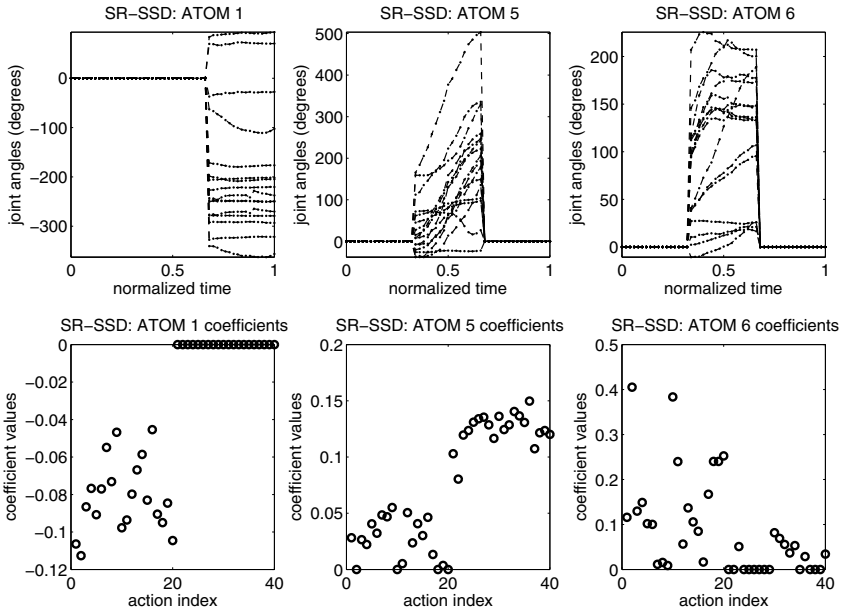 SR-SSD: ATOM 1
SR-SSD: ATOM 5
SR-SSD: ATOM 6
joint angles (degrees)
0
−100
−200
−300
0 0.5 1
normalized time
joint angles (degrees)
500
400
300
200
100
0
0 0.5 1
normalized time
joint angles (degrees)
200
150
100
50
0
0 0.5 1
normalized time
SR-SSD: ATOM 1 coefficients
SR-SSD: ATOM 5 coefficients
SR-SSD: ATOM 6 coefficients
coefficient values
0
−0.02
−0.04
−0.06
−0.08
−0.1
−0.12
0 20 40
action index
coefficient values
0.2
0.15
0.1
0.05
0
0 20 40
action index
coefficient values
0.5
0.4
0.3
0.2
0.1
0
0 20 40
action index